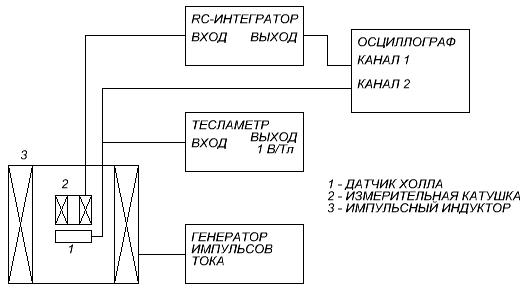 RC-ИНТЕГРАТОР
ВХОД ВЫХОД
ОСЦИЛЛОГРАФ
КАНАЛ 1
КАНАЛ 2
ТЕСЛАМЕТР
ВХОД ВЫХОД
1 В/Тл
3
2
1
1 - ДАТЧИК ХОЛЛА
2 - ИЗМЕРИТЕЛЬНАЯ КАТУШКА
3 - ИМПУЛЬСНЫЙ ИНДУКТОР
ГЕНЕРАТОР
ИМПУЛЬСОВ
ТОКА